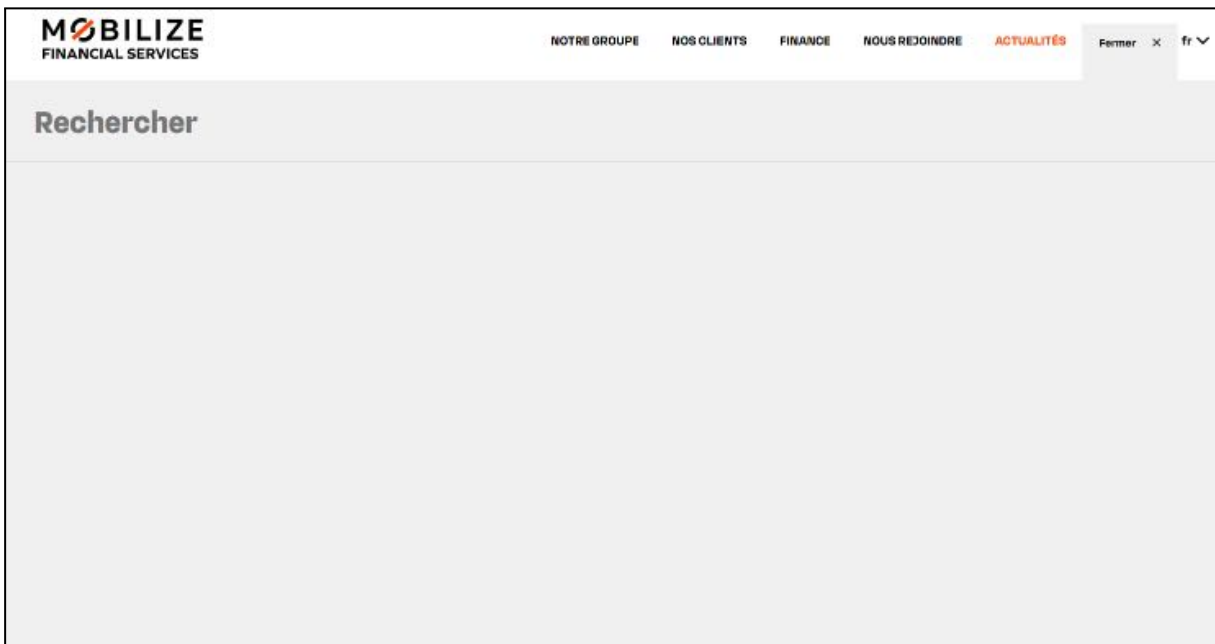 MOBILIZE
FINANCIAL SERVICES
NOTRE GROUPE NOS CLIENTS FINANCE NOUS REJOINDRE ACTUALITÉS Fermer × fr
Rechercher